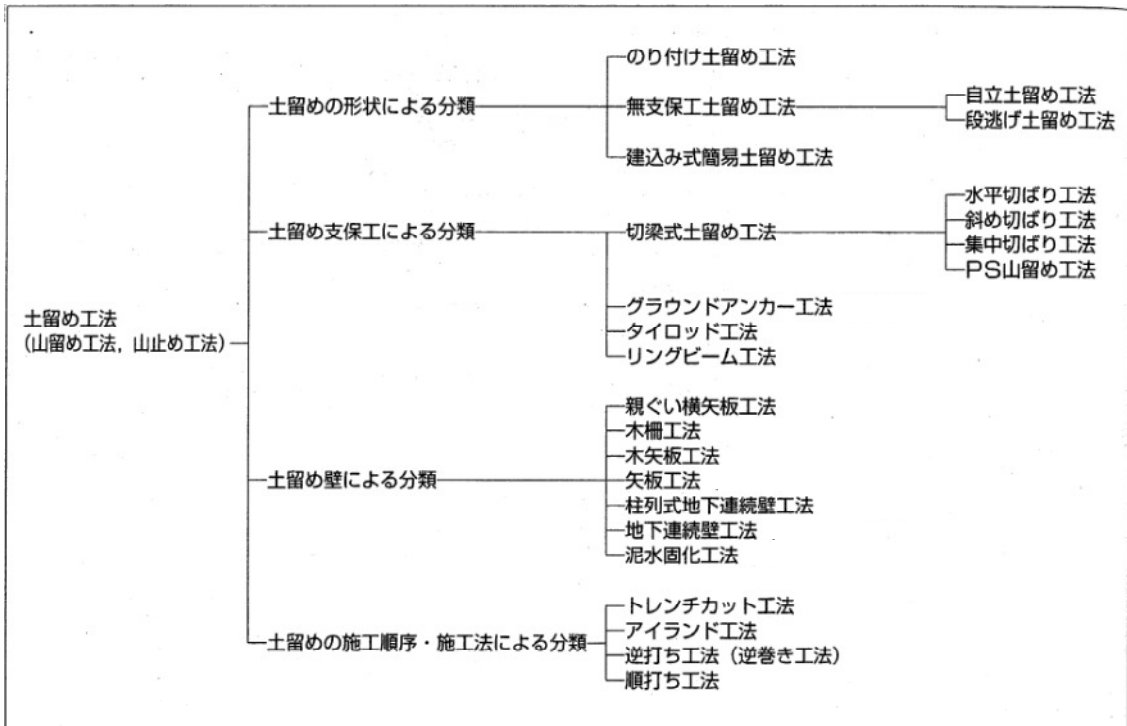 土留め工法
(山留め工法，山止め工法)
土留めの形状による分類
のり付け土留め工法
無支保工土留め工法
自立土留め工法
段逃げ土留め工法
建込み式簡易土留め工法
土留め支保工による分類
切梁式土留め工法
水平切ばり工法
斜め切ばり工法
集中切ばり工法
PS山留め工法
グラウンドアンカー工法
タイロッド工法
リングビーム工法
土留め壁による分類
親ぐい横矢板工法
木柵工法
木矢板工法
矢板工法
柱列式地下連続壁工法
地下連続壁工法
泥水固化工法
土留めの施工順序・施工法による分類
トレンチカット工法
アイランド工法
逆打ち工法（逆巻き工法）
順打ち工法